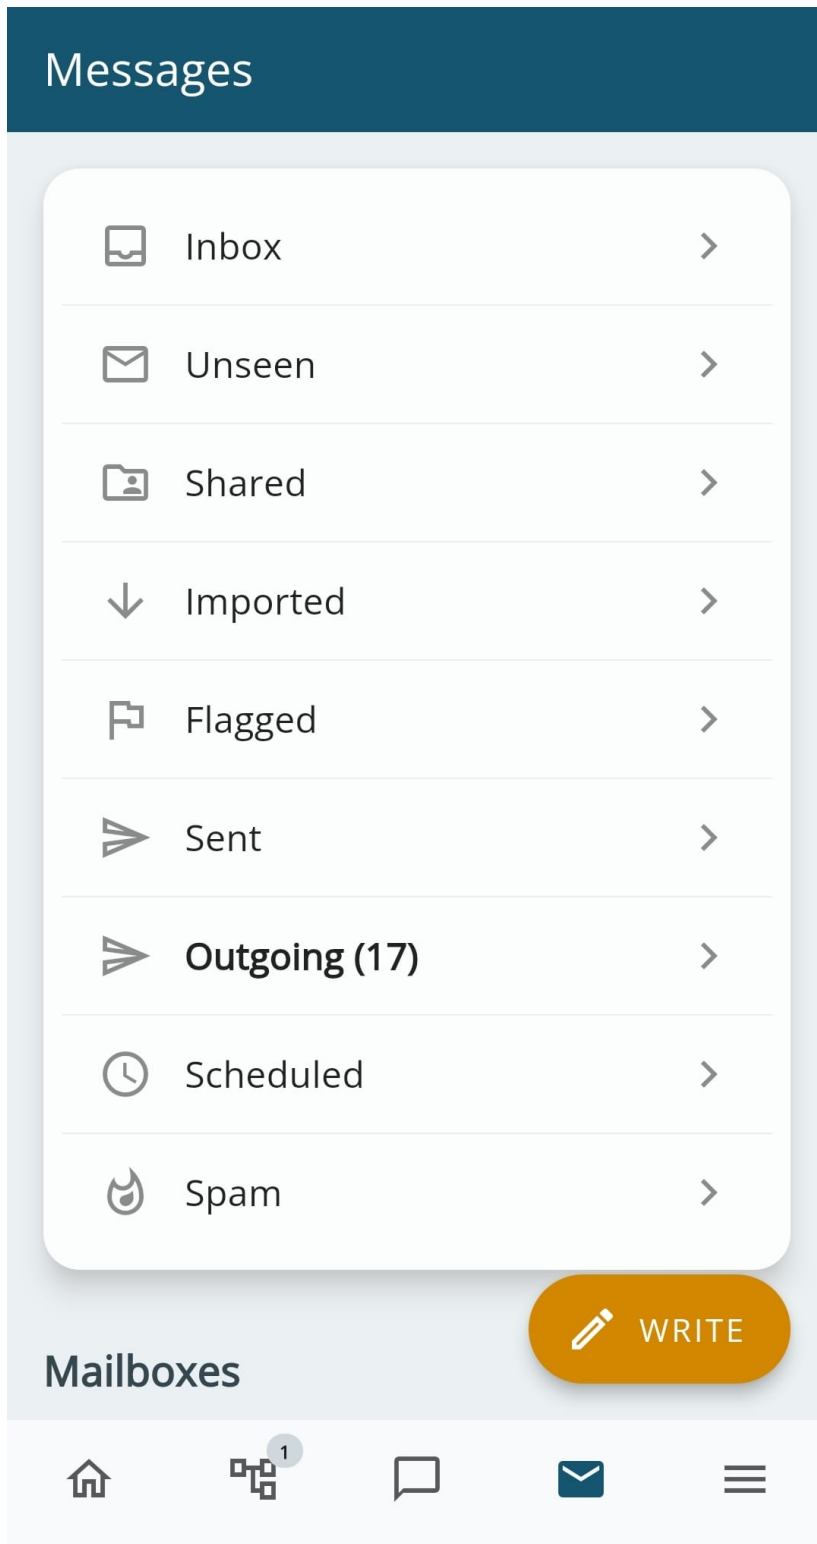 Messages
Inbox
Unseen
Shared
Imported
Flagged
Sent
Outgoing (17)
Scheduled
Spam
WRITE
Mailboxes
1